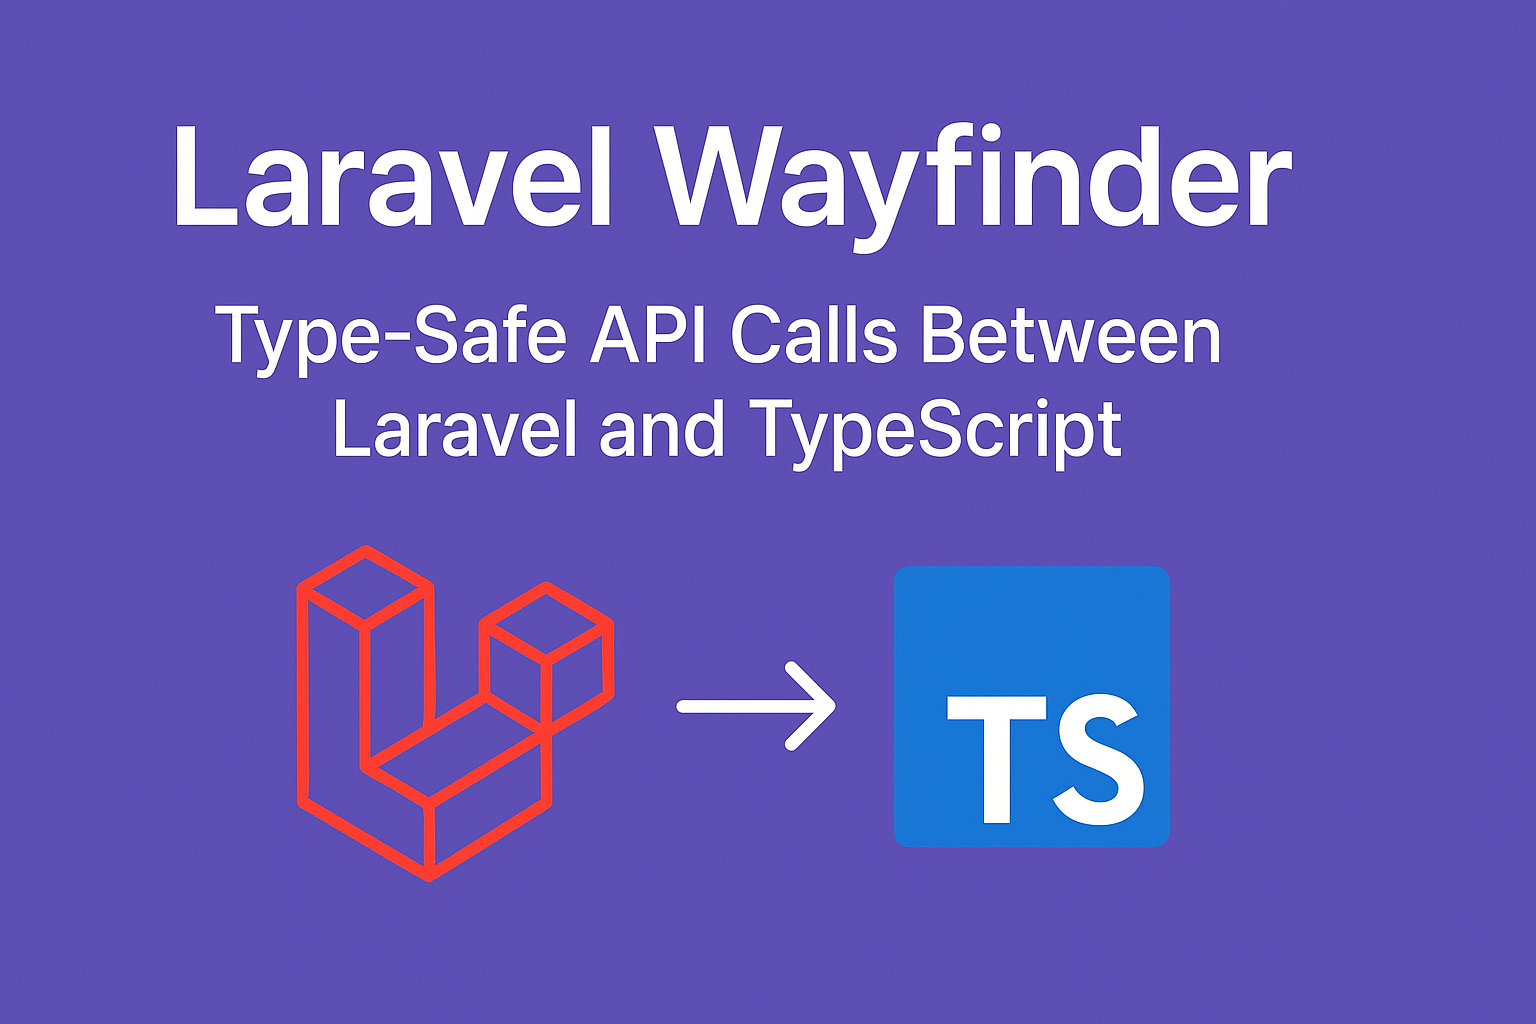 Laravel Wayfinder
Type-Safe API Calls Between
Laravel and TypeScript
TS